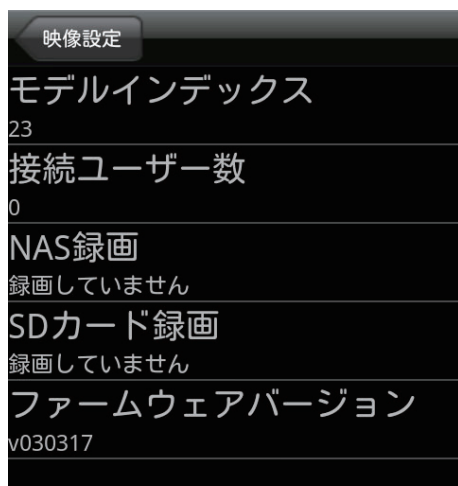 映像設定
モデルインデックス
23
接続ユーザー数
0
NAS録画
録画していません
SDカード録画
録画していません
ファームウェアバージョン
v030317